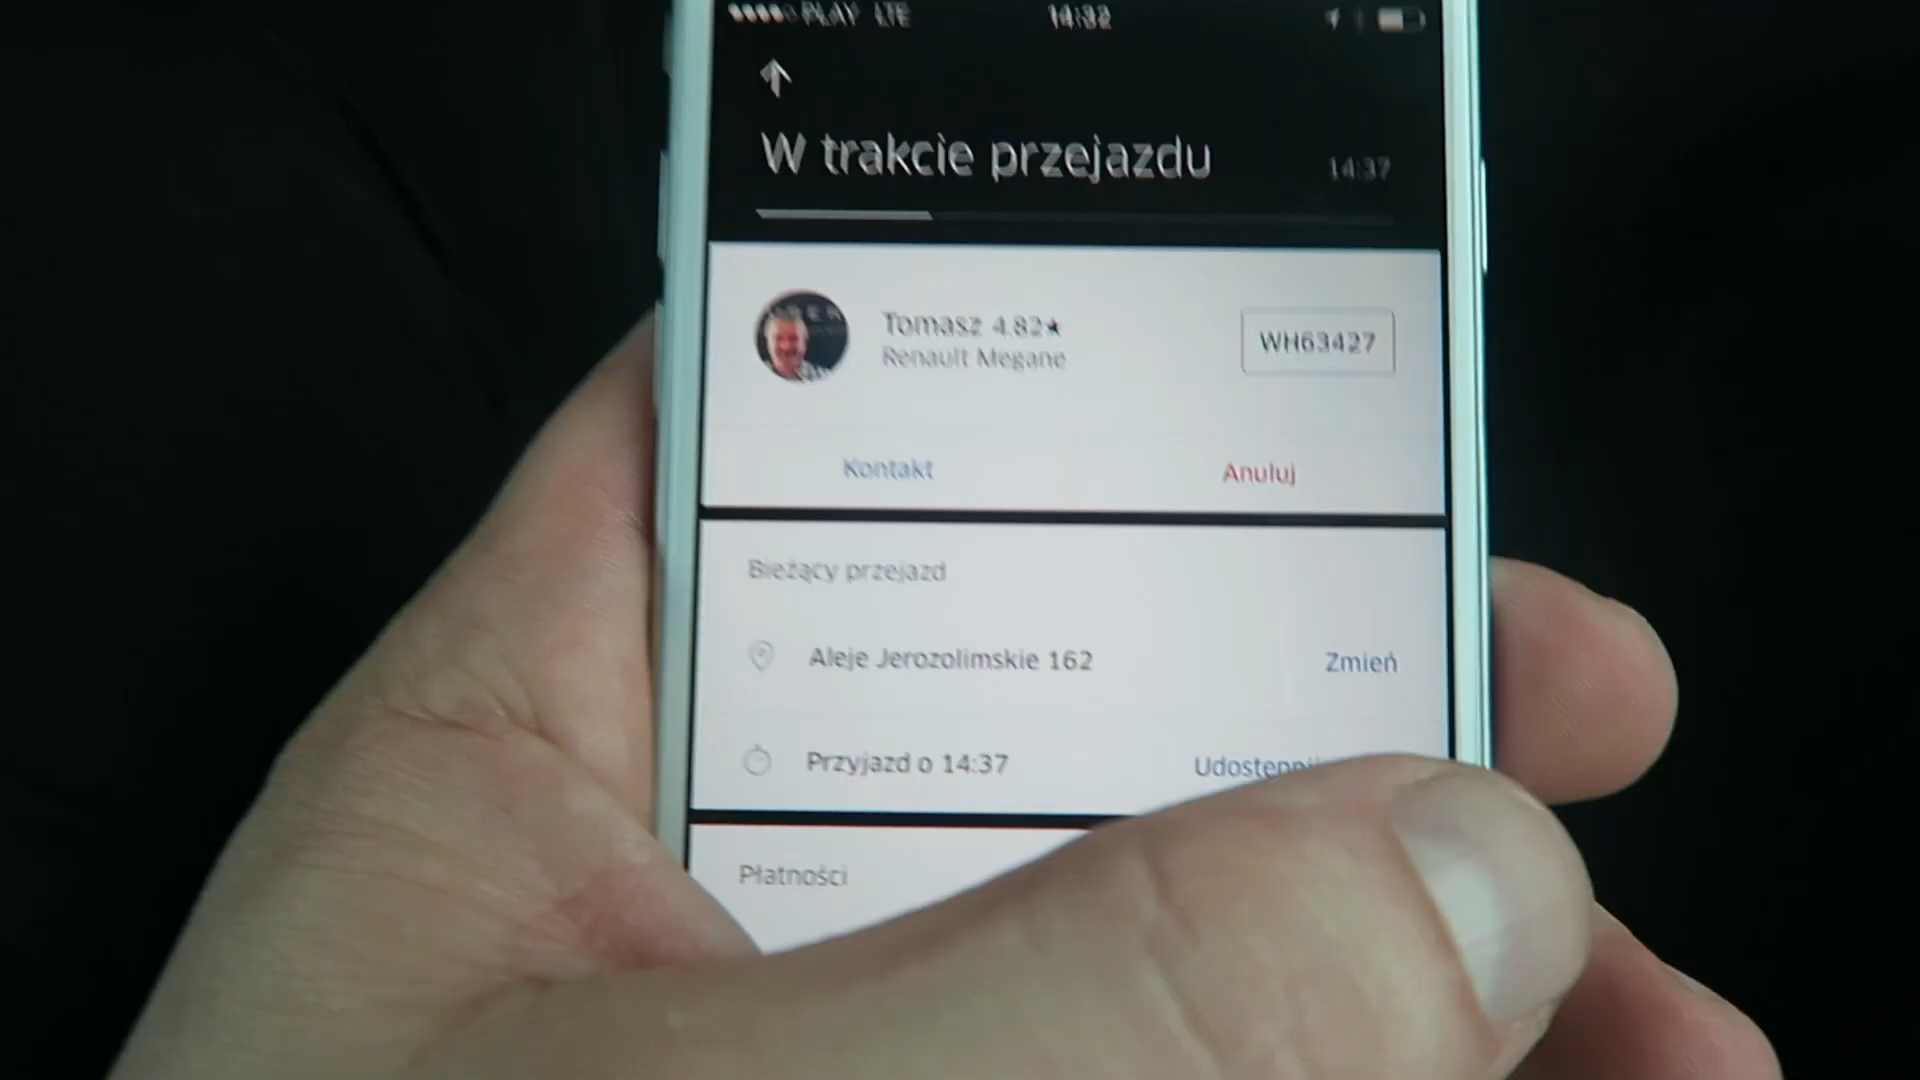 PLAY LTE 14:32
W trakcie przejazdu 14:37
Tomasz 4.82★
Renault Megane
WH63427
Kontakt Anuluj
Bieżący przejazd
Aleje Jerozolimskie 162 Zmień
Przyjazd o 14:37
Płatności